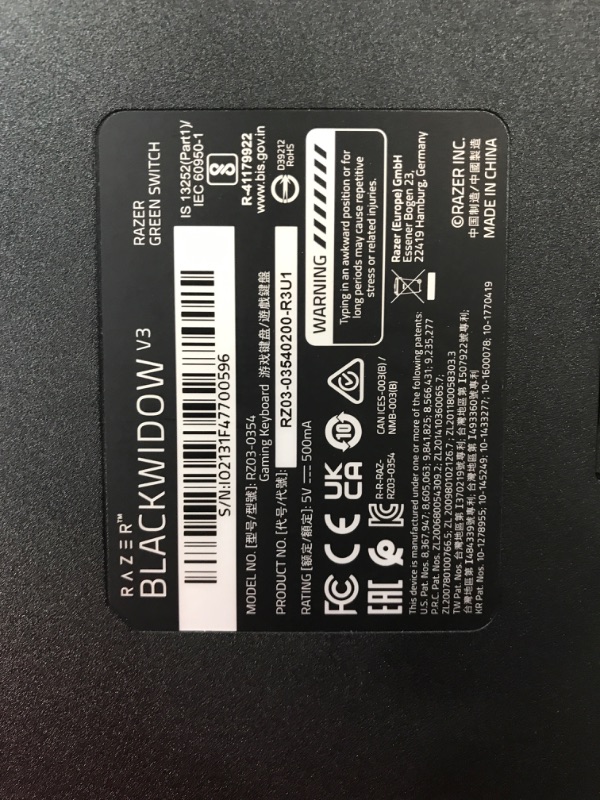 RAZER™
BLACKWIDOW V3
RAZER
GREEN SWITCH
S/N:IO2131F47700596
IS 13252(Part1)/
IEC 60950-1
R-41179922
www.bis.gov.in
D39212
RoHS
MODEL NO. [型号/型號]: RZ03-0354
Gaming Keyboard 游戏键盘/遊戲鍵盤
PRODUCT NO. [代号/代號]: RZ03-03540200-R3U1
RATING [额定/額定]: 5V 500mA
WARNING
Typing in an awkward position or for
long periods may cause repetitive
stress or related injuries.
FC CE UK
CA
10
EAC
R-R-RAZ-
RZ03-0354
CAN ICES-003(B) /
NMB-003(B)
Razer (Europe) GmbH
Essener Bogen 23,
22419 Hamburg, Germany
This device is manufactured under one or more of the following patents:
U.S. Pat. Nos. 8,367,947; 8,605,063; 9,841,825; 8,566,431; 9,235,277
P.R.C. Pat. Nos. ZL200680054309.2; ZL201410360065.7;
ZL200780100766.5; ZL200980102126.7; ZL201180058303.3
TW Pat. Nos. 台灣地區第 I370219號專利; 台灣地區第 I507922號專利;
台灣地區第 I484339號專利; 台灣地區第 I493360號專利
KR Pat. Nos. 10-1278955; 10-145249; 10-1433277; 10-1600078; 10-1770419
©RAZER INC.
中国制造/中國製造
MADE IN CHINA